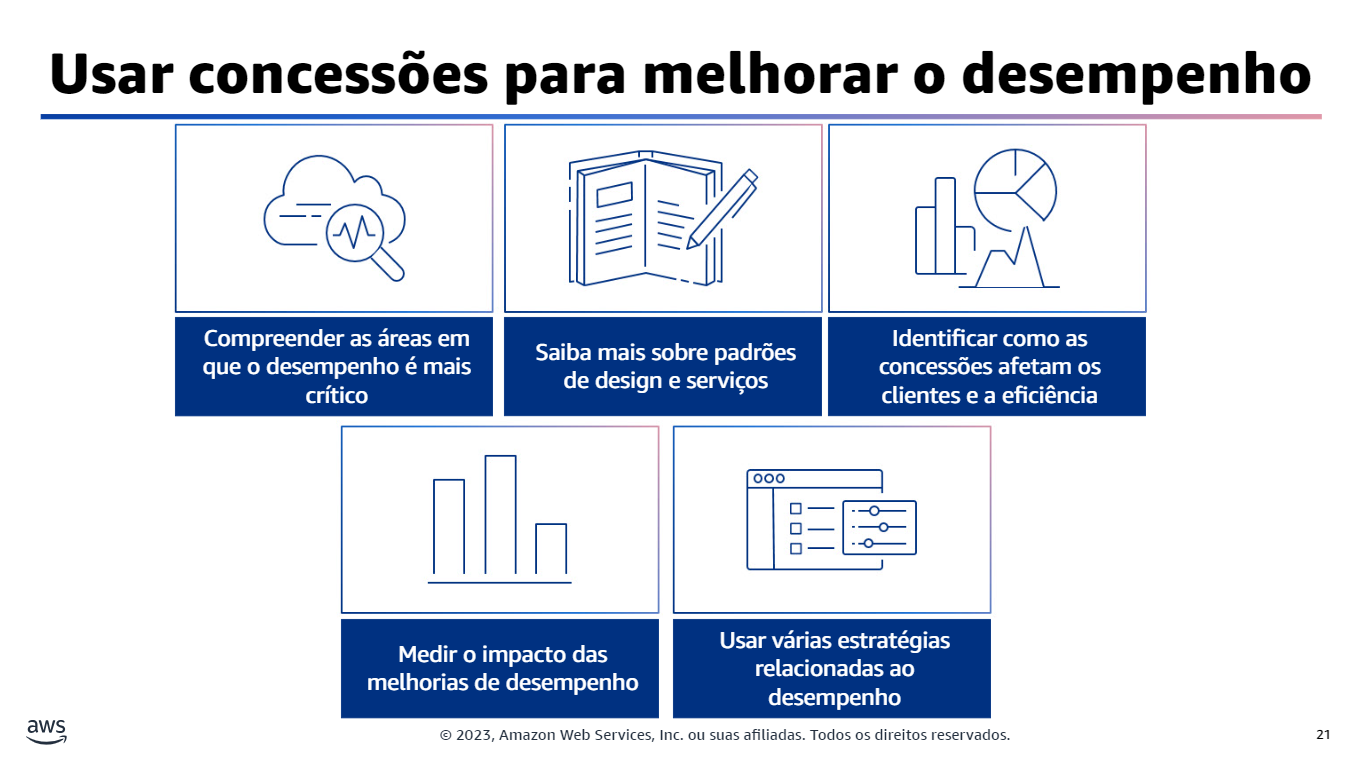 Usar concessões para melhorar o desempenho
Compreender as áreas em
que o desempenho é mais
crítico
Saiba mais sobre padrões
de design e serviços
Identificar como as
concessões afetam os
clientes e a eficiência
Medir o impacto das
melhorias de desempenho
Usar várias estratégias
relacionadas ao
desempenho
aws
© 2023, Amazon Web Services, Inc. ou suas afiliadas. Todos os direitos reservados.
21